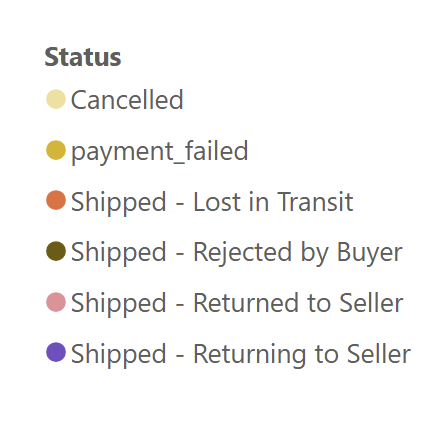 Status
Cancelled
payment_failed
Shipped - Lost in Transit
Shipped - Rejected by Buyer
Shipped - Returned to Seller
Shipped - Returning to Seller